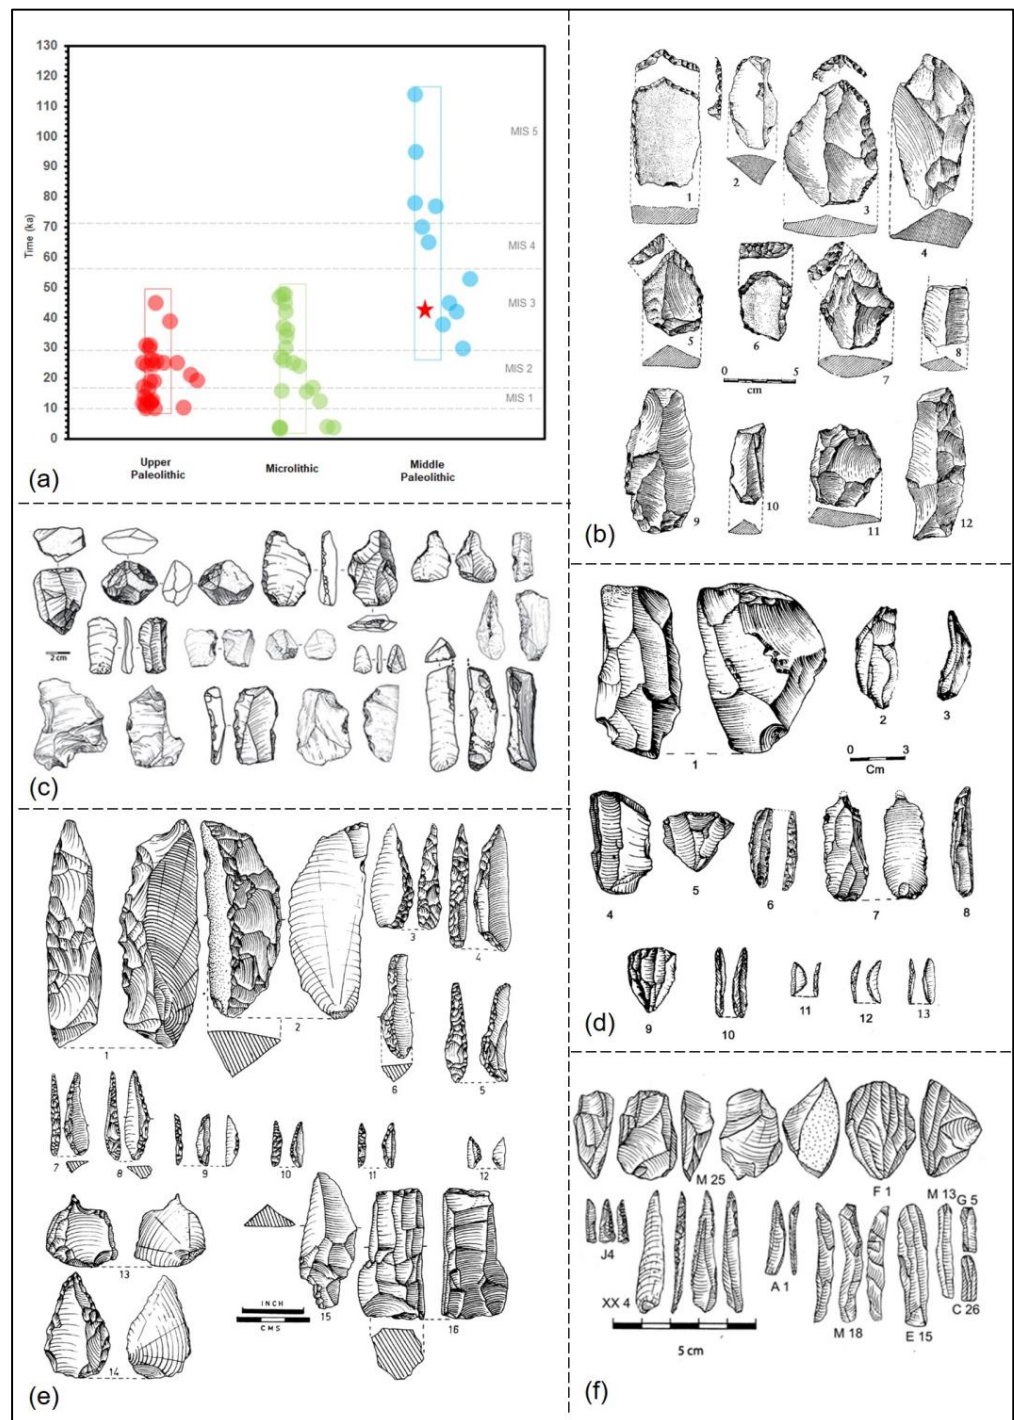 130
120
110
100
90
80
70
60
50
40
30
20
10
0
Time (ka)
MIS 5
MIS 4
MIS 3
MIS 2
MIS 1
Upper
Paleolithic
Microlithic
Middle
Paleolithic
(a)
1
2
3
4
5
6
7
8
0 5
cm
9
10
11
12
(b)
2 cm
(c)
1
2
3
0 3
Cm
4
5
6
7
8
9
10
11
12
13
(d)
1
2
3
4
5
6
7
8
9
10
11
12
13
14
INCH
CMS
15
16
(e)
M 25
F 1
M 13
G 5
J4
XX 4
A 1
M 18
E 15
C 26
5 cm
(f)